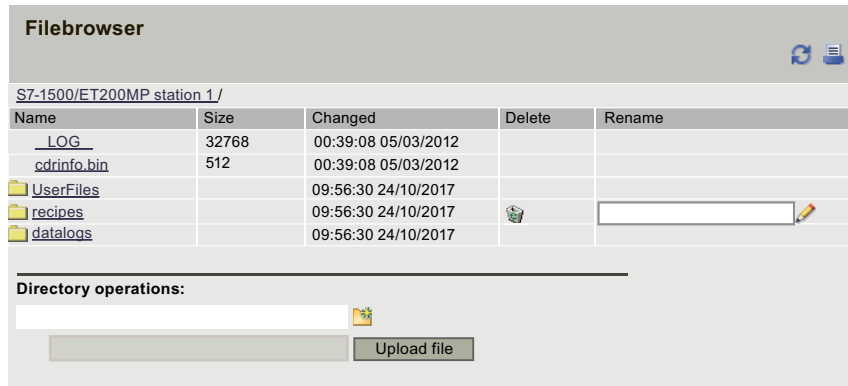 Filebrowser
S7-1500/ET200MP station 1 /
Name Size Changed Delete Rename
__LOG__ 32768 00:39:08 05/03/2012
cdrinfo.bin 512 00:39:08 05/03/2012
UserFiles 09:56:30 24/10/2017
recipes 09:56:30 24/10/2017
datalogs 09:56:30 24/10/2017
Directory operations:
Upload file